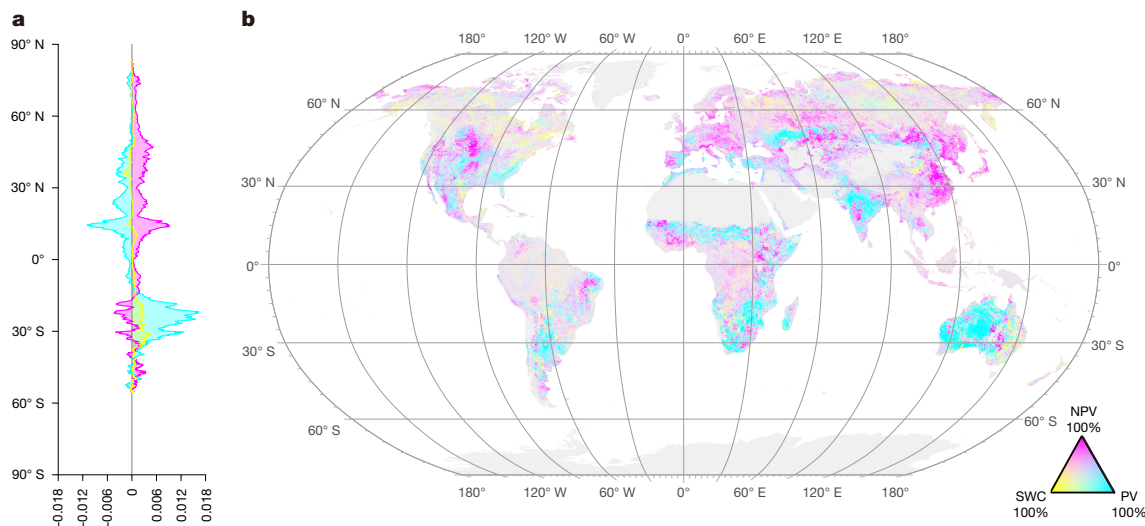 a
90° N
60° N
30° N
0°
30° S
60° S
90° S
-0.018
-0.012
-0.006
0
0.006
0.012
0.018
b
180° 120° W 60° W 0° 60° E 120° E 180°
60° N 60° N
30° N 30° N
0° 0°
30° S 30° S
60° S 60° S
180° 120° W 60° W 0° 60° E 120° E 180°
NPV
100%
SWC PV
100% 100%